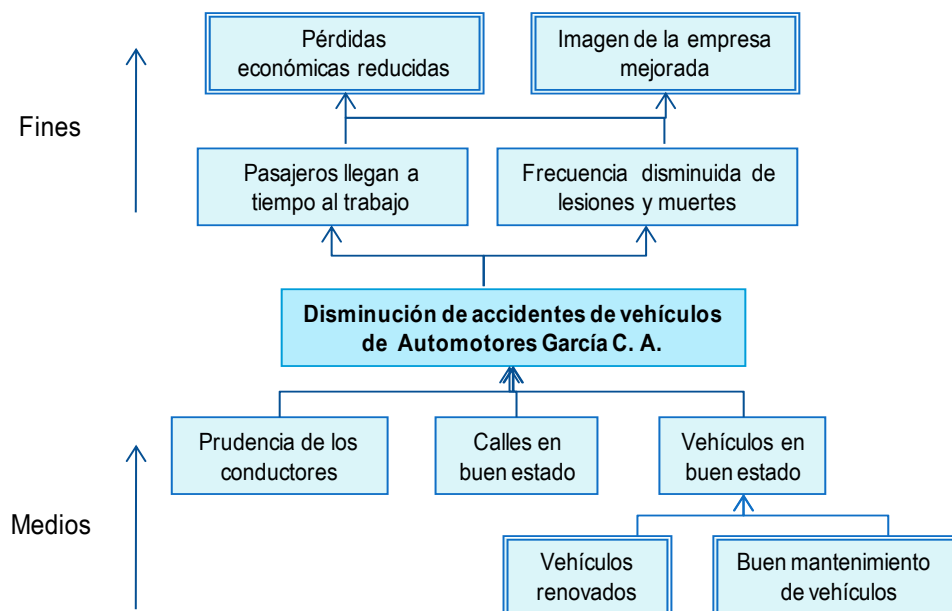 Pérdidas
económicas reducidas
Imagen de la empresa
mejorada
Fines
Pasajeros llegan a
tiempo al trabajo
Frecuencia disminuida de
lesiones y muertes
Disminución de accidentes de vehículos
de Automotores García C. A.
Prudencia de los
conductores
Calles en
buen estado
Vehículos en
buen estado
Medios
Vehículos
renovados
Buen mantenimiento
de vehículos